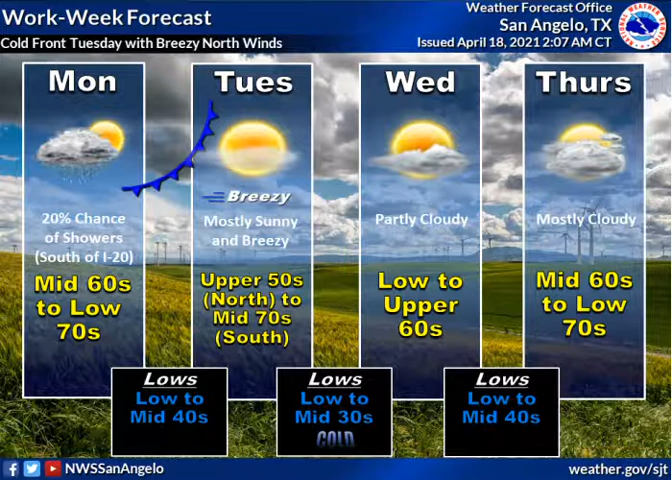 Work-Week Forecast
Cold Front Tuesday with Breezy North Winds
Weather Forecast Office
San Angelo, TX
Issued April 18, 2021 2:07 AM CT
Mon
20% Chance
of Showers
(South of I-20)
Mid 60s
to Low
70s
Tues
Breezy
Mostly Sunny
and Breezy
Upper 50s
(North) to
Mid 70s
(South)
Wed
Partly Cloudy
Low to
Upper
60s
Thurs
Mostly Cloudy
Mid 60s
to Low
70s
Lows
Low to
Mid 40s
Lows
Low to
Mid 30s
COLD
Lows
Low to
Mid 40s
NWSSanAngelo
weather.gov/sjt